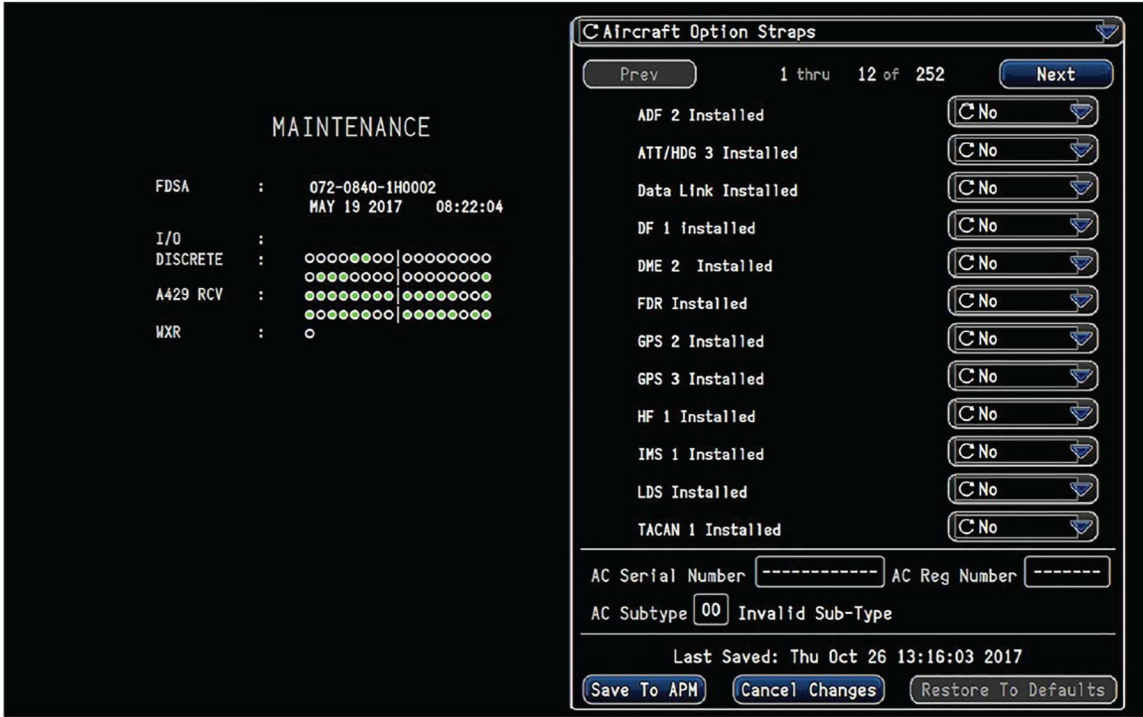 MAINTENANCE
FDSA : 072-0840-1H0002
MAY 19 2017 08:22:04
I/O :
DISCRETE :
A429 RCV :
WXR :
Aircraft Option Straps
Prev 1 thru 12 of 252 Next
ADF 2 Installed No
ATT/HDG 3 Installed No
Data Link Installed No
DF 1 installed No
DME 2 Installed No
FDR Installed No
GPS 2 Installed No
GPS 3 Installed No
HF 1 Installed No
IMS 1 Installed No
LDS Installed No
TACAN 1 Installed No
AC Serial Number ------------ AC Reg Number -------
AC Subtype 00 Invalid Sub-Type
Last Saved: Thu Oct 26 13:16:03 2017
Save To APM Cancel Changes Restore To Defaults